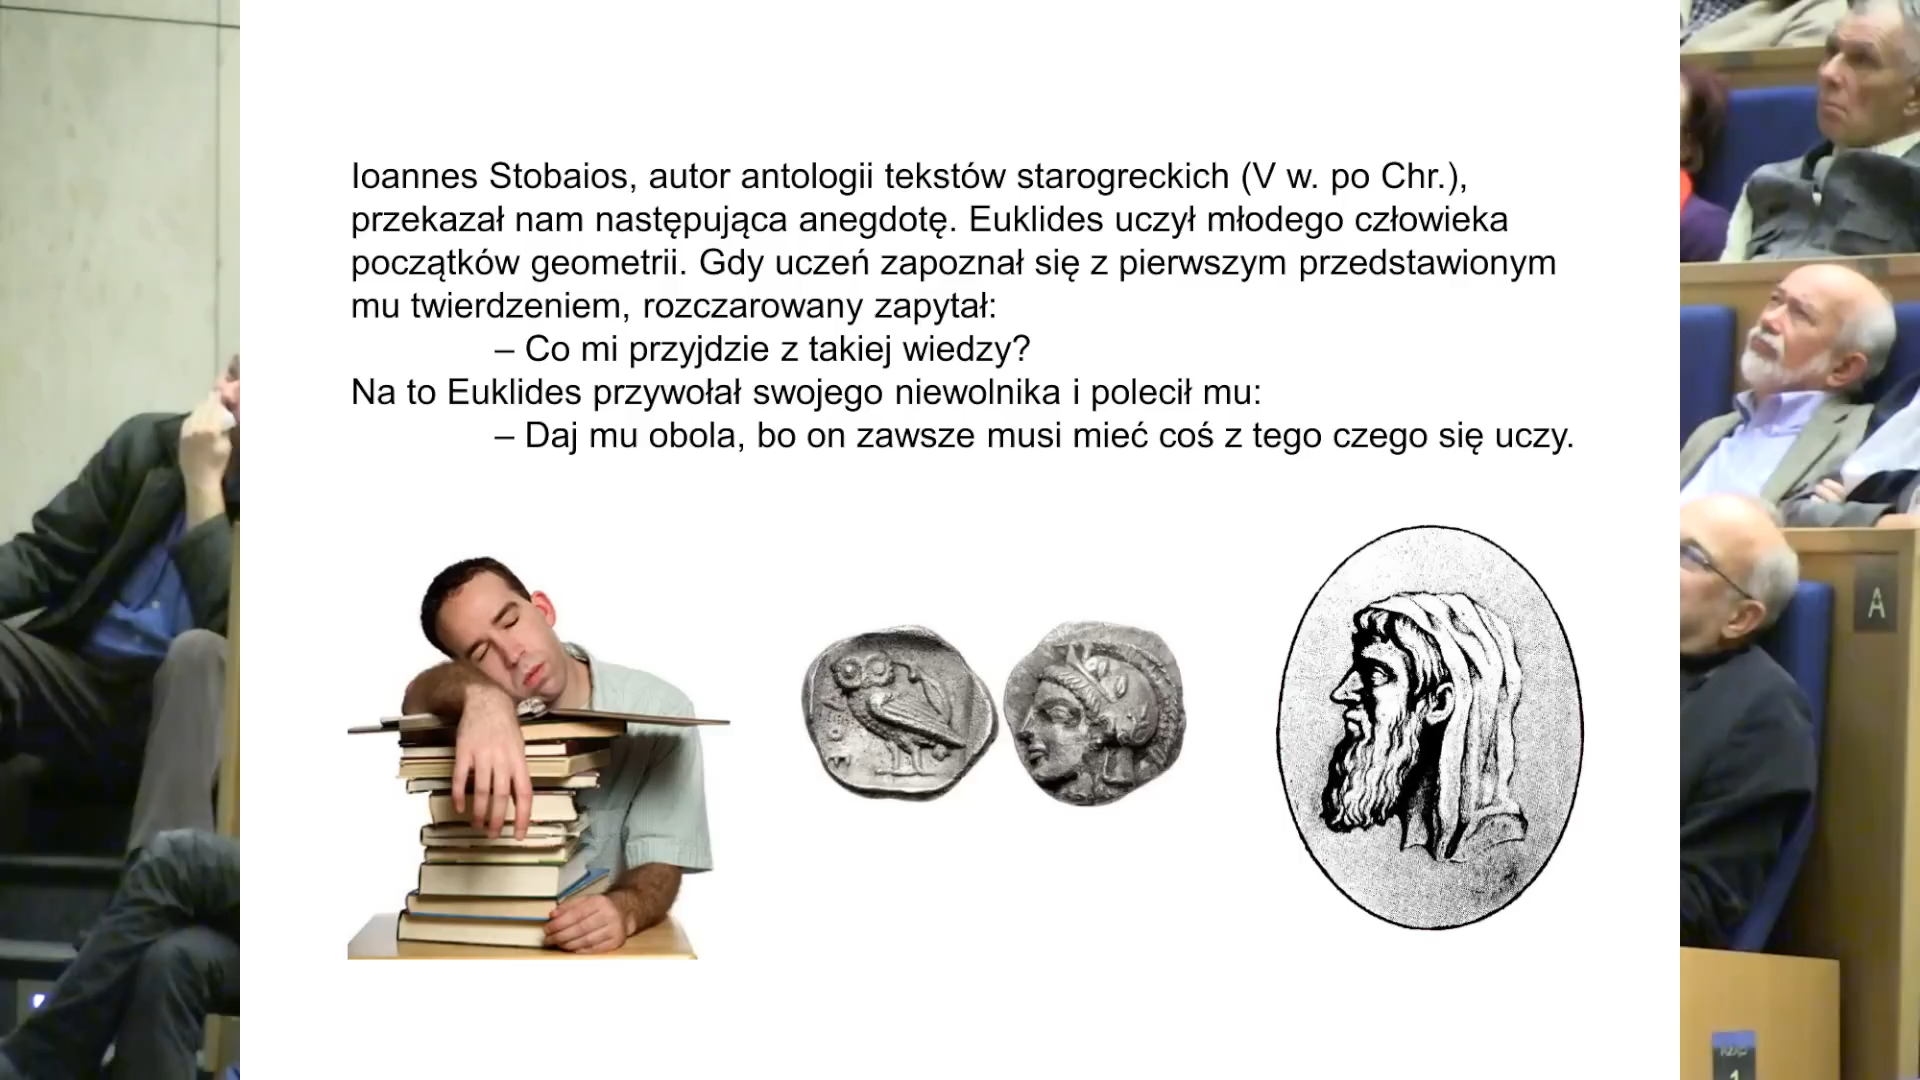 Ioannes Stobaios, autor antologii tekstów starogreckich (V w. po Chr.),
przekazał nam następująca anegdotę. Euklides uczył młodego człowieka
początków geometrii. Gdy uczeń zapoznał się z pierwszym przedstawionym
mu twierdzeniem, rozczarowany zapytał:
– Co mi przyjdzie z takiej wiedzy?
Na to Euklides przywołał swojego niewolnika i polecił mu:
– Daj mu obola, bo on zawsze musi mieć coś z tego czego się uczy.
A
1